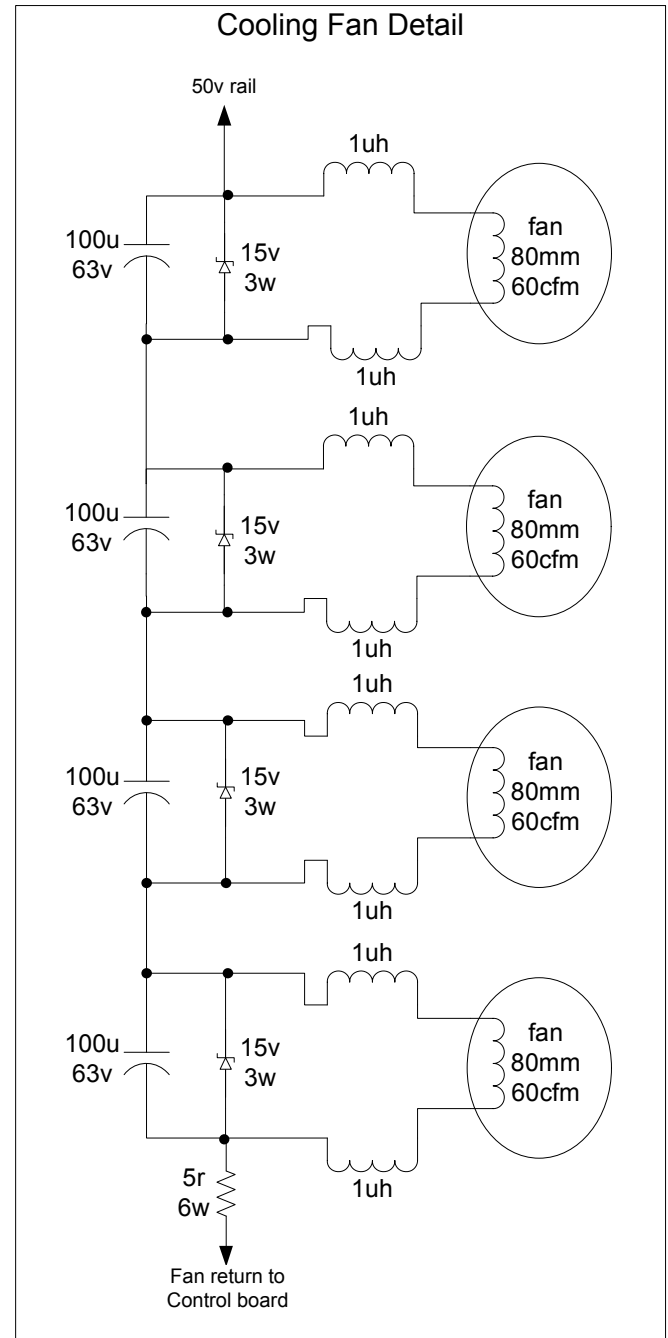 Cooling Fan Detail
50v rail
1uh
100u
63v
15v
3w
fan
80mm
60cfm
1uh
1uh
100u
63v
15v
3w
fan
80mm
60cfm
1uh
1uh
100u
63v
15v
3w
fan
80mm
60cfm
1uh
1uh
100u
63v
15v
3w
fan
80mm
60cfm
1uh
5r
6w
Fan return to
Control board